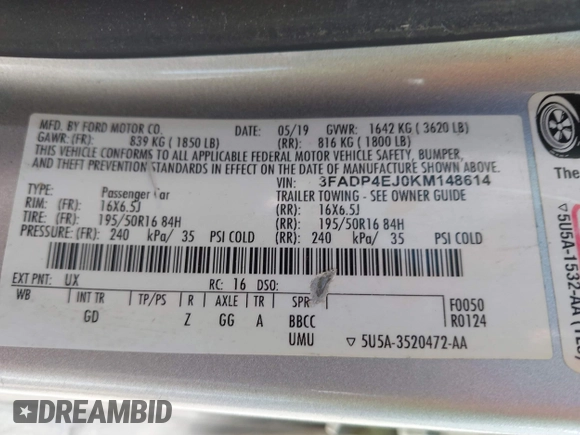 MFD. BY FORD MOTOR CO. DATE: 05/19 GVWR: 1642 KG ( 3620 LB)
GAWR: (FR): 839 KG ( 1850 LB) (RR): 816 KG ( 1800 LB)
THIS VEHICLE CONFORMS TO ALL APPLICABLE FEDERAL MOTOR VEHICLE SAFETY, BUMPER,
AND THEFT PREVENTION STANDARDS IN EFFECT ON THE DATE OF MANUFACTURE SHOWN ABOVE.
VIN: 3FADP4EJ0KM148614
TYPE: Passenger TRAILER TOWING - SEE OWNER GUIDE
RIM: (FR) 16X6.5J (RR): 16X6.5J
TIRE: (FR) 195/50R16 84H (RR): 195/50R16 84H
PRESSURE: (FR) 240 kPa/ 35 PSI COLD (RR) 240 kPa/ 35 PSI COLD
EXT PNT: UX RC: 16 DSO:
WB INT TR TP/PS R AXLE TR SPR F0050
GD Z GG A BBCC R0124
UMU ▽ 5U5A-3520472-AA
The
▽ 5U5A-1532-AA
DREAMBID